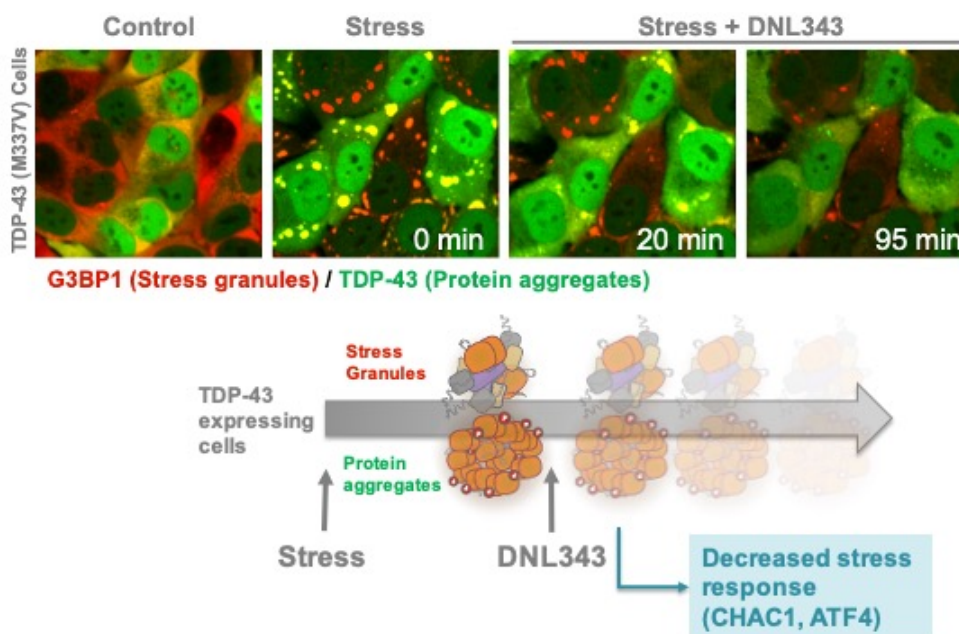 Control
Stress
Stress + DNL343
TDP-43 (M337V) Cells
0 min
20 min
95 min
G3BP1 (Stress granules) / TDP-43 (Protein aggregates)
Stress
Granules
TDP-43
expressing
cells
Protein
aggregates
Stress
DNL343
Decreased stress
response
(CHAC1, ATF4)